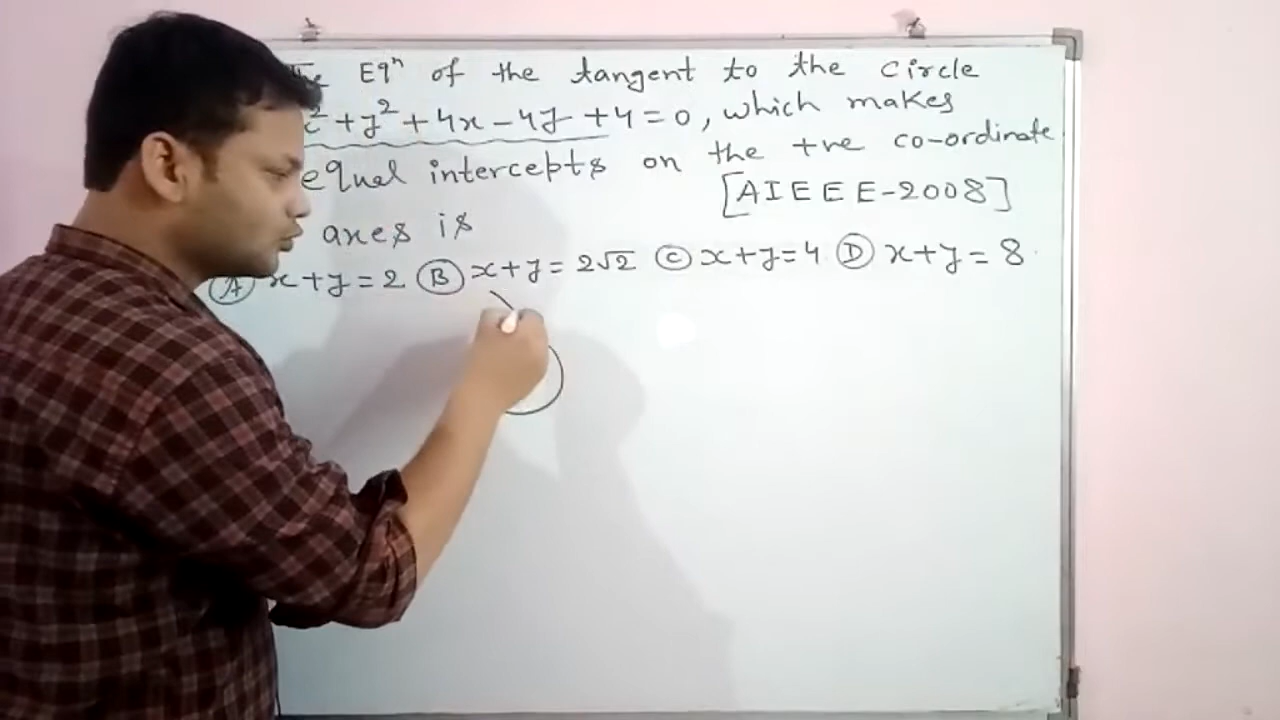 Eqⁿ of the tangent to the circle
x² + y² + 4x - 4y + 4 = 0, which makes
equal intercepts on the +ve co-ordinate
axes is [AIEEE-2008]
(A) x+y = 2 (B) x+y = 2√2 (C) x+y = 4 (D) x+y = 8